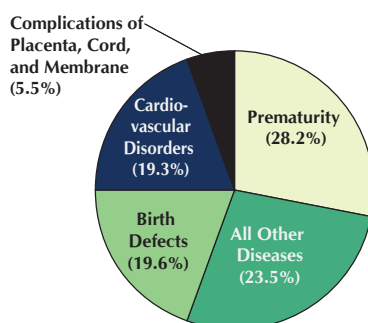 Complications of
Placenta, Cord,
and Membrane
(5.5%)
Cardio-
vascular
Disorders
(19.3%)
Prematurity
(28.2%)
Birth
Defects
(19.6%)
All Other
Diseases
(23.5%)